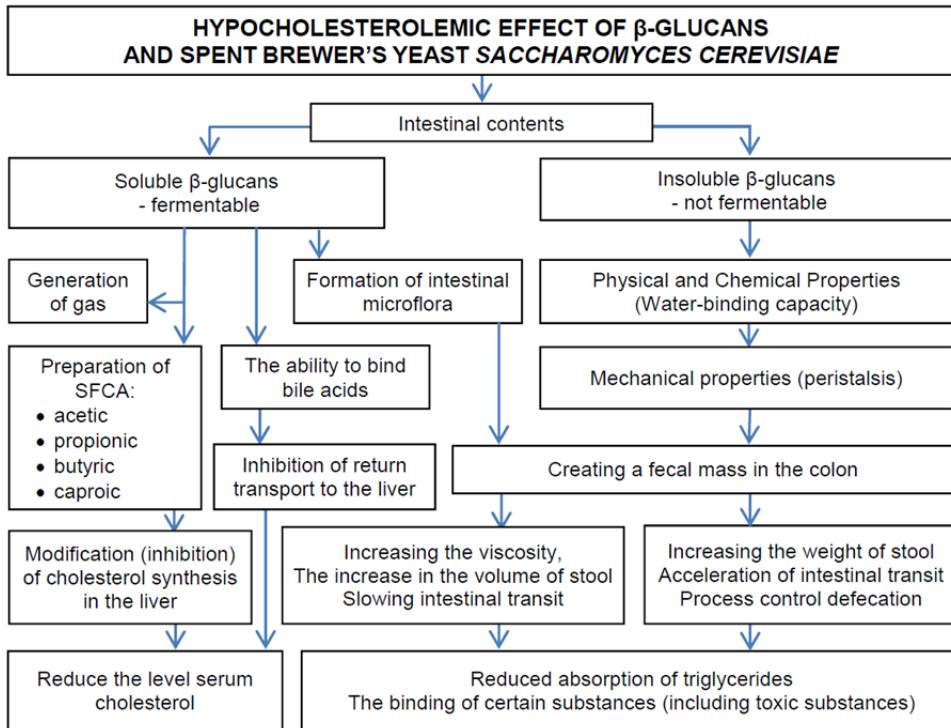 HYPOCHOLESTEROLEMIC EFFECT OF β-GLUCANS
AND SPENT BREWER'S YEAST SACCHAROMYCES CEREVISIAE
Intestinal contents
Soluble β-glucans
- fermentable
Insoluble β-glucans
- not fermentable
Generation
of gas
Formation of intestinal
microflora
Physical and Chemical Properties
(Water-binding capacity)
Preparation of
SFCA:
• acetic
• propionic
• butyric
• caproic
The ability to bind
bile acids
Mechanical properties (peristalsis)
Inhibition of return
transport to the liver
Creating a fecal mass in the colon
Modification (inhibition)
of cholesterol synthesis
in the liver
Increasing the viscosity,
The increase in the volume of stool
Slowing intestinal transit
Increasing the weight of stool
Acceleration of intestinal transit
Process control defecation
Reduce the level serum
cholesterol
Reduced absorption of triglycerides
The binding of certain substances (including toxic substances)